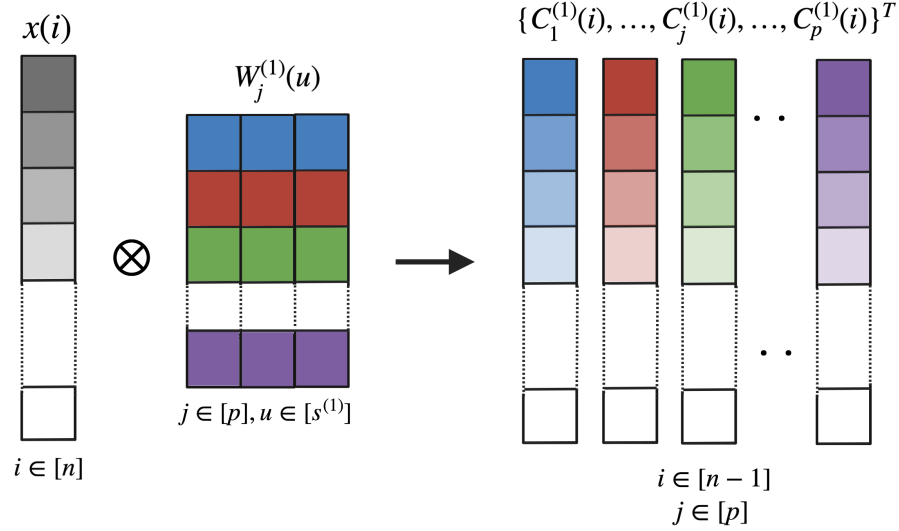 x(i)
W_j^{(1)}(u)
{C_1^{(1)}(i), …, C_j^{(1)}(i), …, C_p^{(1)}(i)}^T
⊗
j ∈ [p], u ∈ [s^{(1)}]
i ∈ [n]
i ∈ [n − 1]
j ∈ [p]